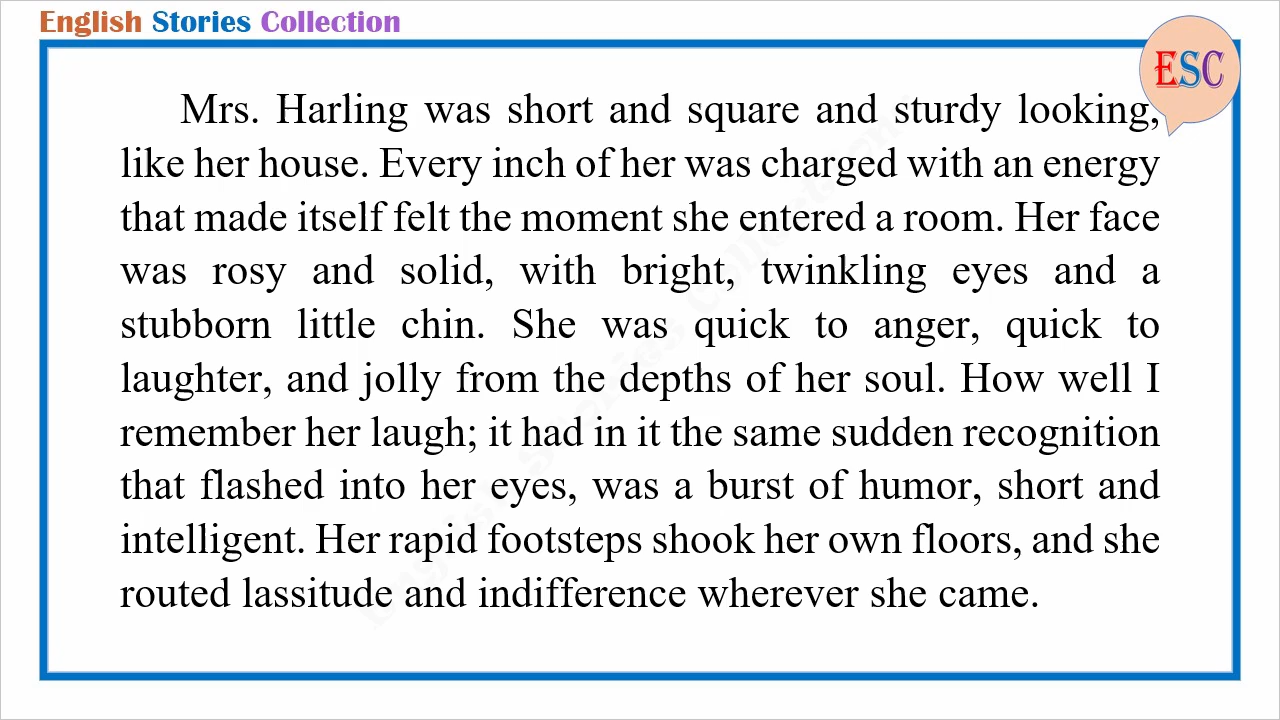 English Stories Collection
ESC
Mrs. Harling was short and square and sturdy looking,
like her house. Every inch of her was charged with an energy
that made itself felt the moment she entered a room. Her face
was rosy and solid, with bright, twinkling eyes and a
stubborn little chin. She was quick to anger, quick to
laughter, and jolly from the depths of her soul. How well I
remember her laugh; it had in it the same sudden recognition
that flashed into her eyes, was a burst of humor, short and
intelligent. Her rapid footsteps shook her own floors, and she
routed lassitude and indifference wherever she came.
English Stories Collection